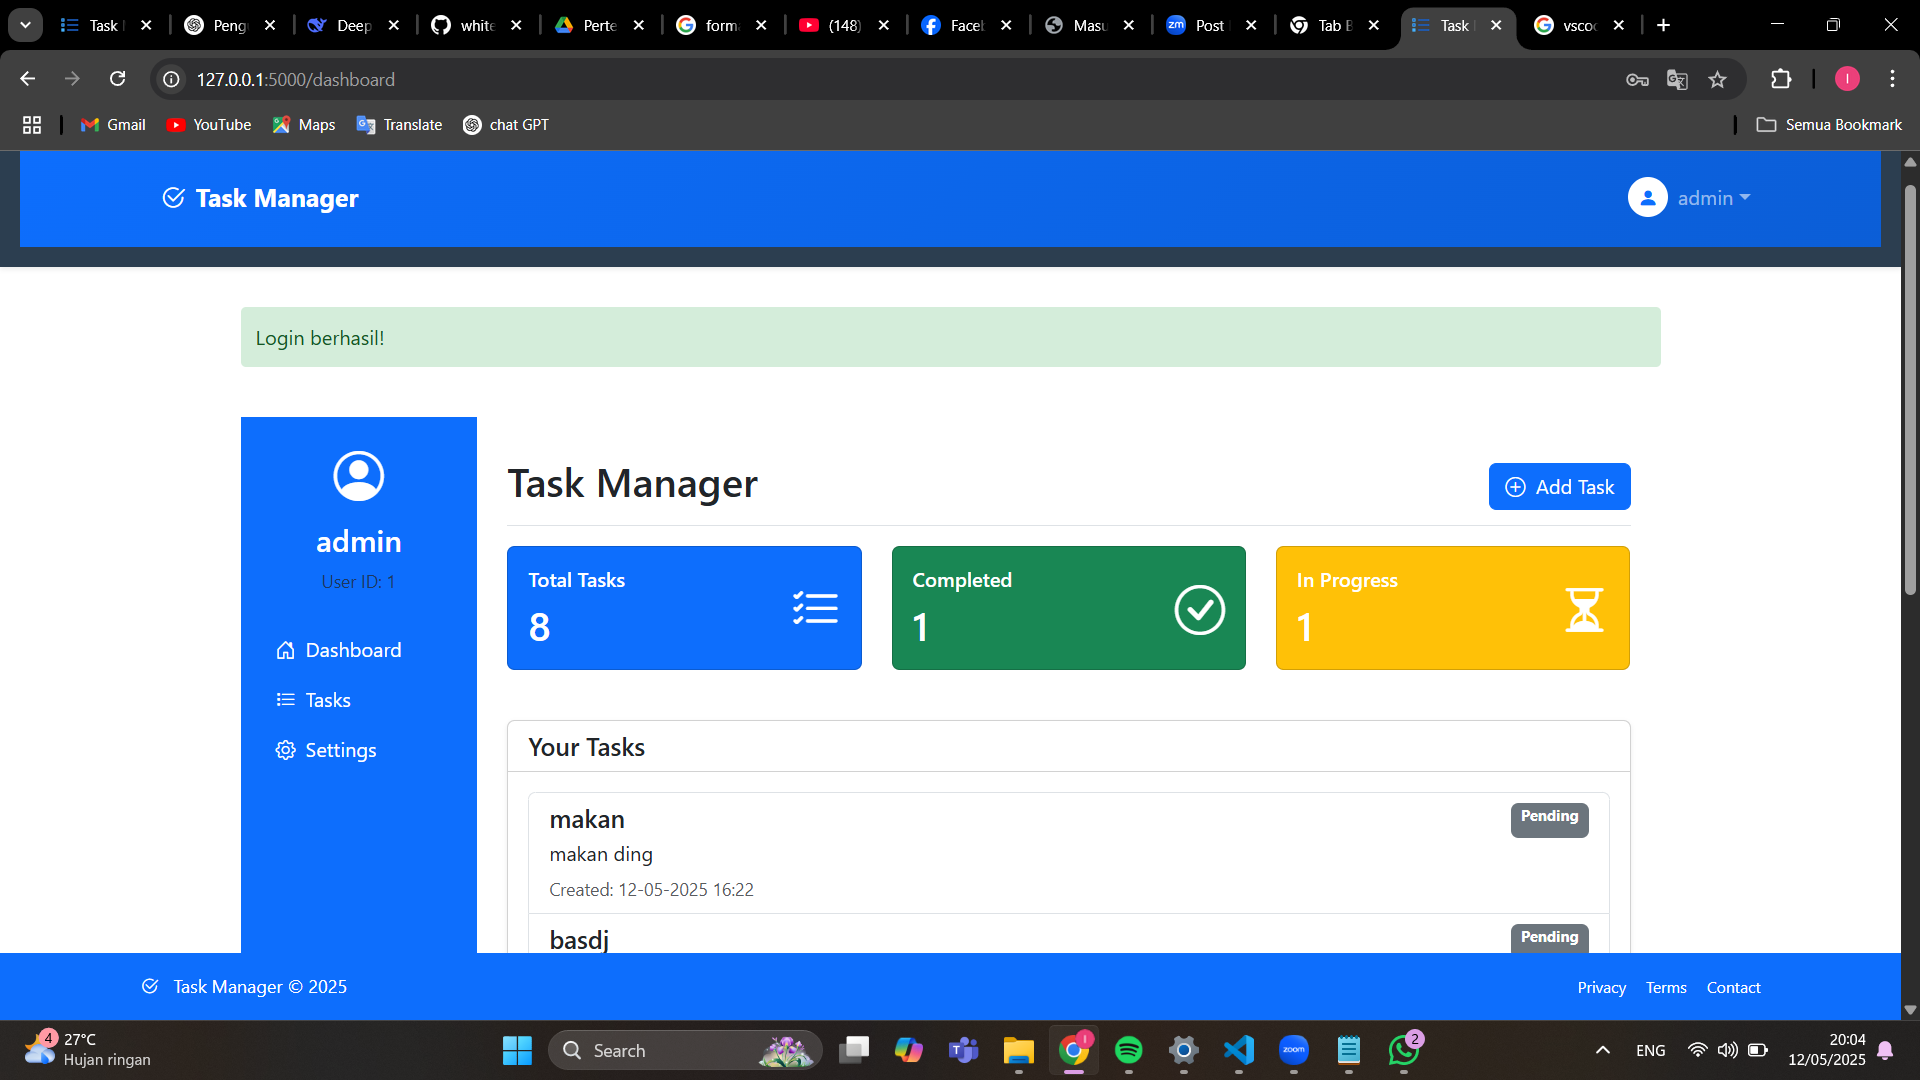 Task
Peng
Deep
white
Perte
form
(148)
Faceb
Masu
Post
Tab B
Task
vscod
127.0.0.1:5000/dashboard
Gmail
YouTube
Maps
Translate
chat GPT
Semua Bookmark
Task Manager
admin
Login berhasil!
admin
User ID: 1
Dashboard
Tasks
Settings
Task Manager
Add Task
Total Tasks
8
Completed
1
In Progress
1
Your Tasks
makan
Pending
makan ding
Created: 12-05-2025 16:22
basdj
Pending
Task Manager © 2025
Privacy
Terms
Contact
4
27°C
Hujan ringan
Search
zoom
2
ENG
20:04
12/05/2025